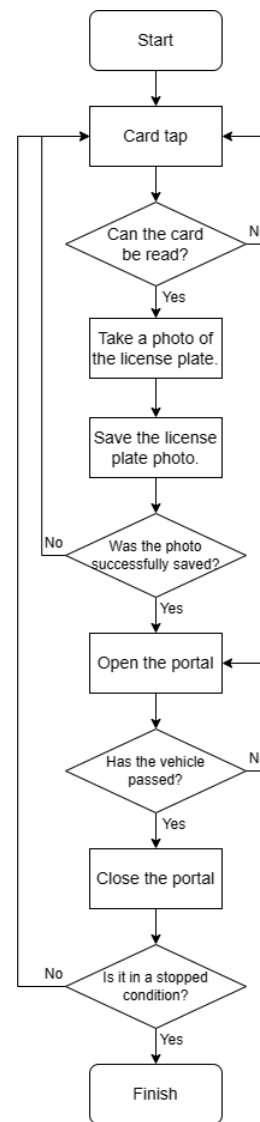 Start
Card tap
Can the card
be read?
No
Yes
Take a photo of
the license plate.
Save the license
plate photo.
Was the photo
successfully saved?
No
Yes
Open the portal
Has the vehicle
passed?
No
Yes
Close the portal
Is it in a stopped
condition?
No
Yes
Finish